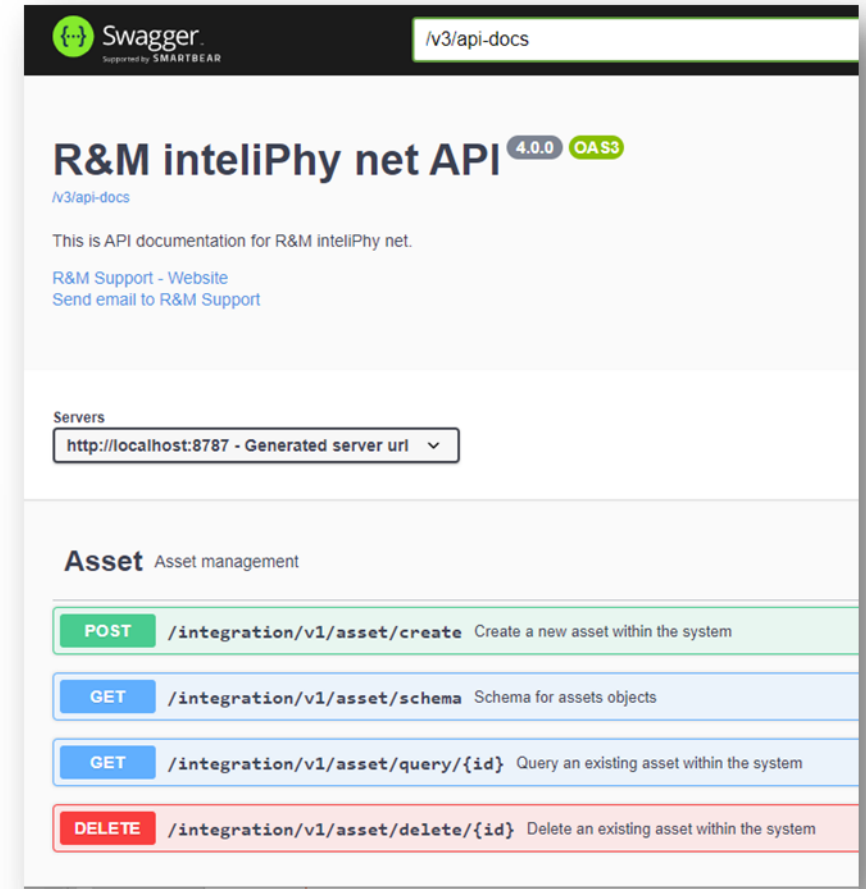 {...} Swagger.
Supported by SMARTBEAR
/v3/api-docs
R&M inteliPhy net API 4.0.0 OAS3
/v3/api-docs
This is API documentation for R&M inteliPhy net.
R&M Support - Website
Send email to R&M Support
Servers
http://localhost:8787 - Generated server url
Asset Asset management
POST /integration/v1/asset/create Create a new asset within the system
GET /integration/v1/asset/schema Schema for assets objects
GET /integration/v1/asset/query/{id} Query an existing asset within the system
DELETE /integration/v1/asset/delete/{id} Delete an existing asset within the system